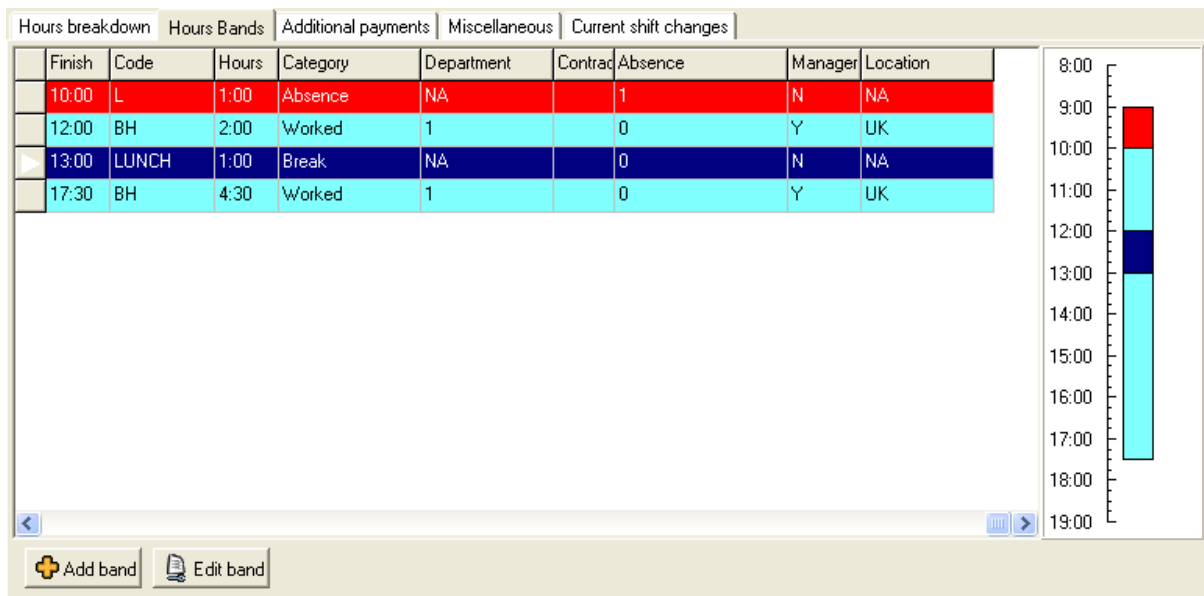 Hours breakdown Hours Bands Additional payments Miscellaneous Current shift changes
Finish Code Hours Category Department Contrac Absence Manager Location
10:00 L 1:00 Absence NA 1 N NA
12:00 BH 2:00 Worked 1 0 Y UK
13:00 LUNCH 1:00 Break NA 0 N NA
17:30 BH 4:30 Worked 1 0 Y UK
8:00
9:00
10:00
11:00
12:00
13:00
14:00
15:00
16:00
17:00
18:00
19:00
Add band Edit band